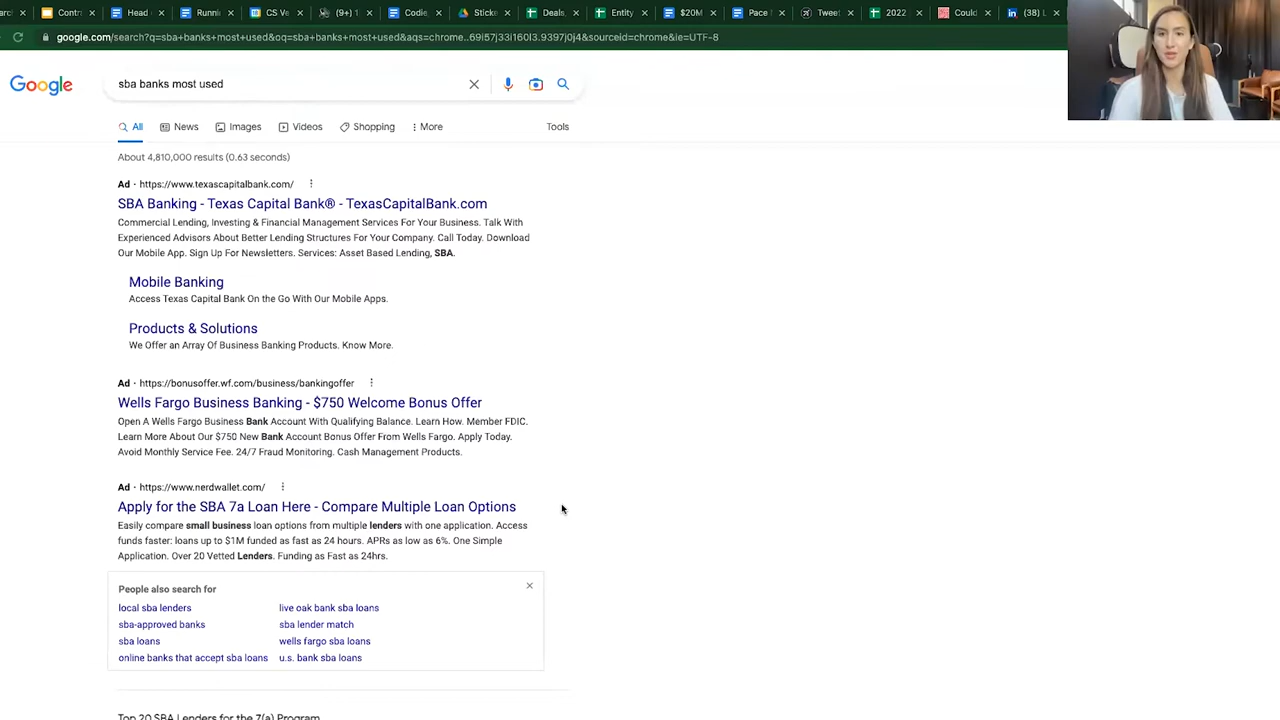 Contr
Head
Runni
CS Ve
(9+) 1
Codie,
Sticke
Deals,
Entity
$20M
Pace M
Tweet
2022
Could
(38) L
google.com/search?q=sba+banks+most+used&oq=sba+banks+most+used&aqs=chrome..69i57j33i160l3.9397j0j4&sourceid=chrome&ie=UTF-8
Google
sba banks most used
All
News
Images
Videos
Shopping
More
Tools
About 4,810,000 results (0.63 seconds)
Ad · https://www.texascapitalbank.com/
SBA Banking - Texas Capital Bank® - TexasCapitalBank.com
Commercial Lending, Investing & Financial Management Services For Your Business. Talk With
Experienced Advisors About Better Lending Structures For Your Company. Call Today. Download
Our Mobile App. Sign Up For Newsletters. Services: Asset Based Lending, SBA.
Mobile Banking
Access Texas Capital Bank On the Go With Our Mobile Apps.
Products & Solutions
We Offer an Array Of Business Banking Products. Know More.
Ad · https://bonusoffer.wf.com/business/bankingoffer
Wells Fargo Business Banking - $750 Welcome Bonus Offer
Open A Wells Fargo Business Bank Account With Qualifying Balance. Learn How. Member FDIC.
Learn More About Our $750 New Bank Account Bonus Offer From Wells Fargo. Apply Today.
Avoid Monthly Service Fee. 24/7 Fraud Monitoring. Cash Management Products.
Ad · https://www.nerdwallet.com/
Apply for the SBA 7a Loan Here - Compare Multiple Loan Options
Easily compare small business loan options from multiple lenders with one application. Access
funds faster: loans up to $1M funded as fast as 24 hours. APRs as low as 6%. One Simple
Application. Over 20 Vetted Lenders. Funding as Fast as 24hrs.
People also search for
local sba lenders
live oak bank sba loans
sba-approved banks
sba lender match
sba loans
wells fargo sba loans
online banks that accept sba loans
u.s. bank sba loans
Top 20 SBA Lenders for the 7(a) Program